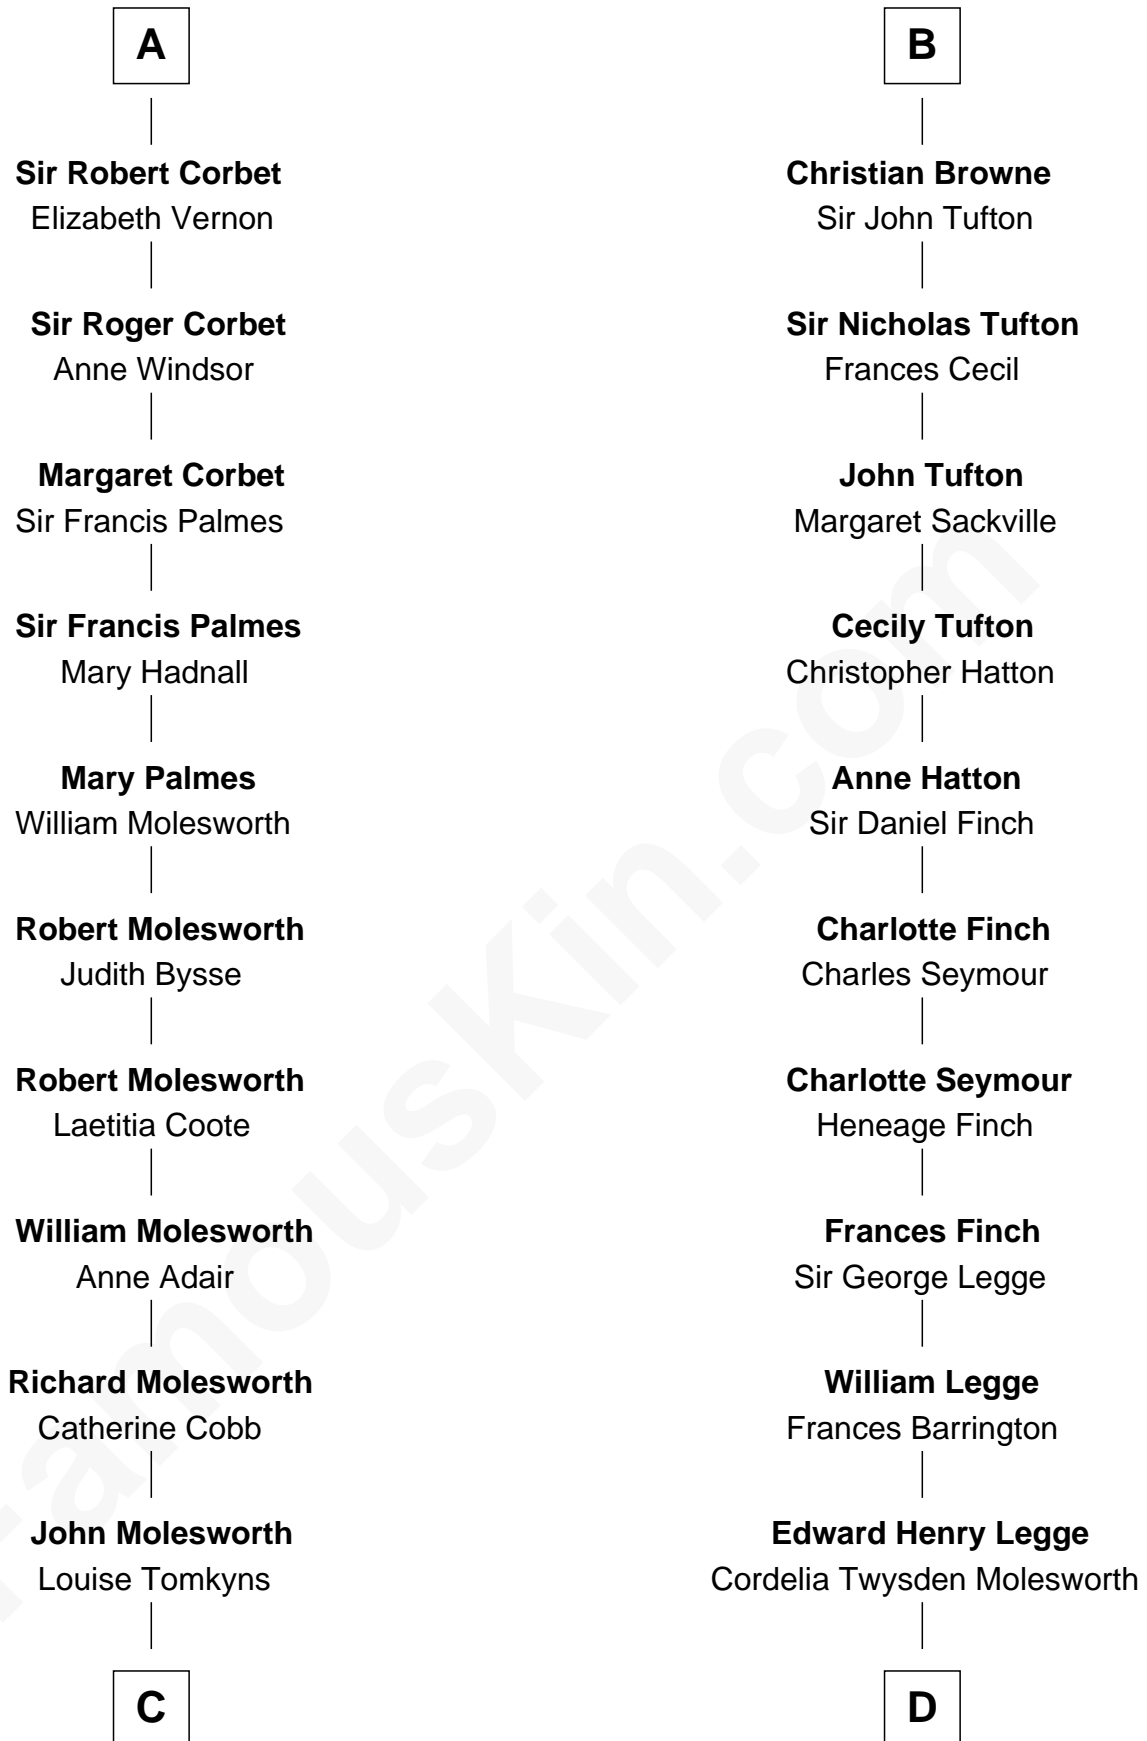 A
Sir Robert Corbet
Elizabeth Vernon
Sir Roger Corbet
Anne Windsor
Margaret Corbet
Sir Francis Palmes
Sir Francis Palmes
Mary Hadnall
Mary Palmes
William Molesworth
Robert Molesworth
Judith Bysse
Robert Molesworth
Laetitia Coote
William Molesworth
Anne Adair
Richard Molesworth
Catherine Cobb
John Molesworth
Louise Tomkyns
C
B
Christian Browne
Sir John Tufton
Sir Nicholas Tufton
Frances Cecil
John Tufton
Margaret Sackville
Cecily Tufton
Christopher Hatton
Anne Hatton
Sir Daniel Finch
Charlotte Finch
Charles Seymour
Charlotte Seymour
Heneage Finch
Frances Finch
Sir George Legge
William Legge
Frances Barrington
Edward Henry Legge
Cordelia Twysden Molesworth
D
FamousKin.com